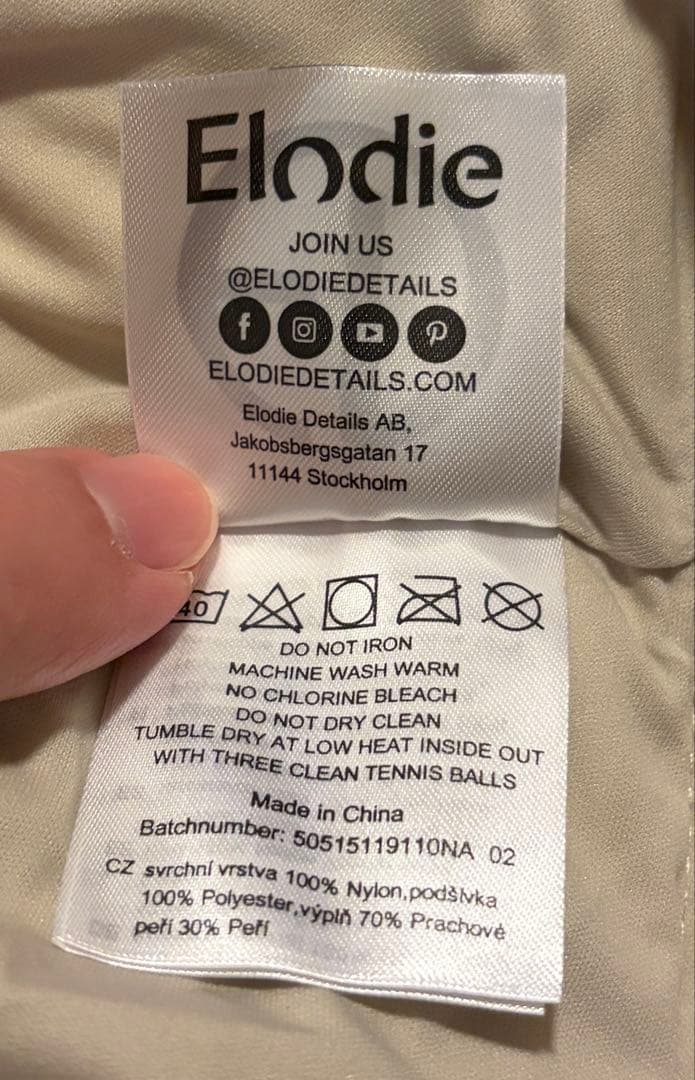 Elodie
JOIN US
@ELODIEDETAILS
ELODIEDETAILS.COM
Elodie Details AB,
Jakobsbergsgatan 17
11144 Stockholm
40
DO NOT IRON
MACHINE WASH WARM
NO CHLORINE BLEACH
DO NOT DRY CLEAN
TUMBLE DRY AT LOW HEAT INSIDE OUT
WITH THREE CLEAN TENNIS BALLS
Made in China
Batchnumber: 50515119110NA 02
CZ svrchní vrstva 100% Nylon,podšívka
100% Polyester,výplň 70% Prachové
peří 30% Peří